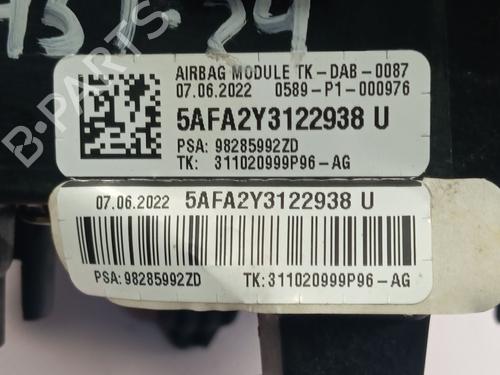 AIRBAG MODULE TK-DAB-0087
07.06.2022 0589-P1-000976
5AFA2Y3122938 U
PSA: 98285992ZD
TK: 311020999P96-AG
07.06.2022 5AFA2Y3122938 U
PSA: 98285992ZD TK: 311020999P96-AG